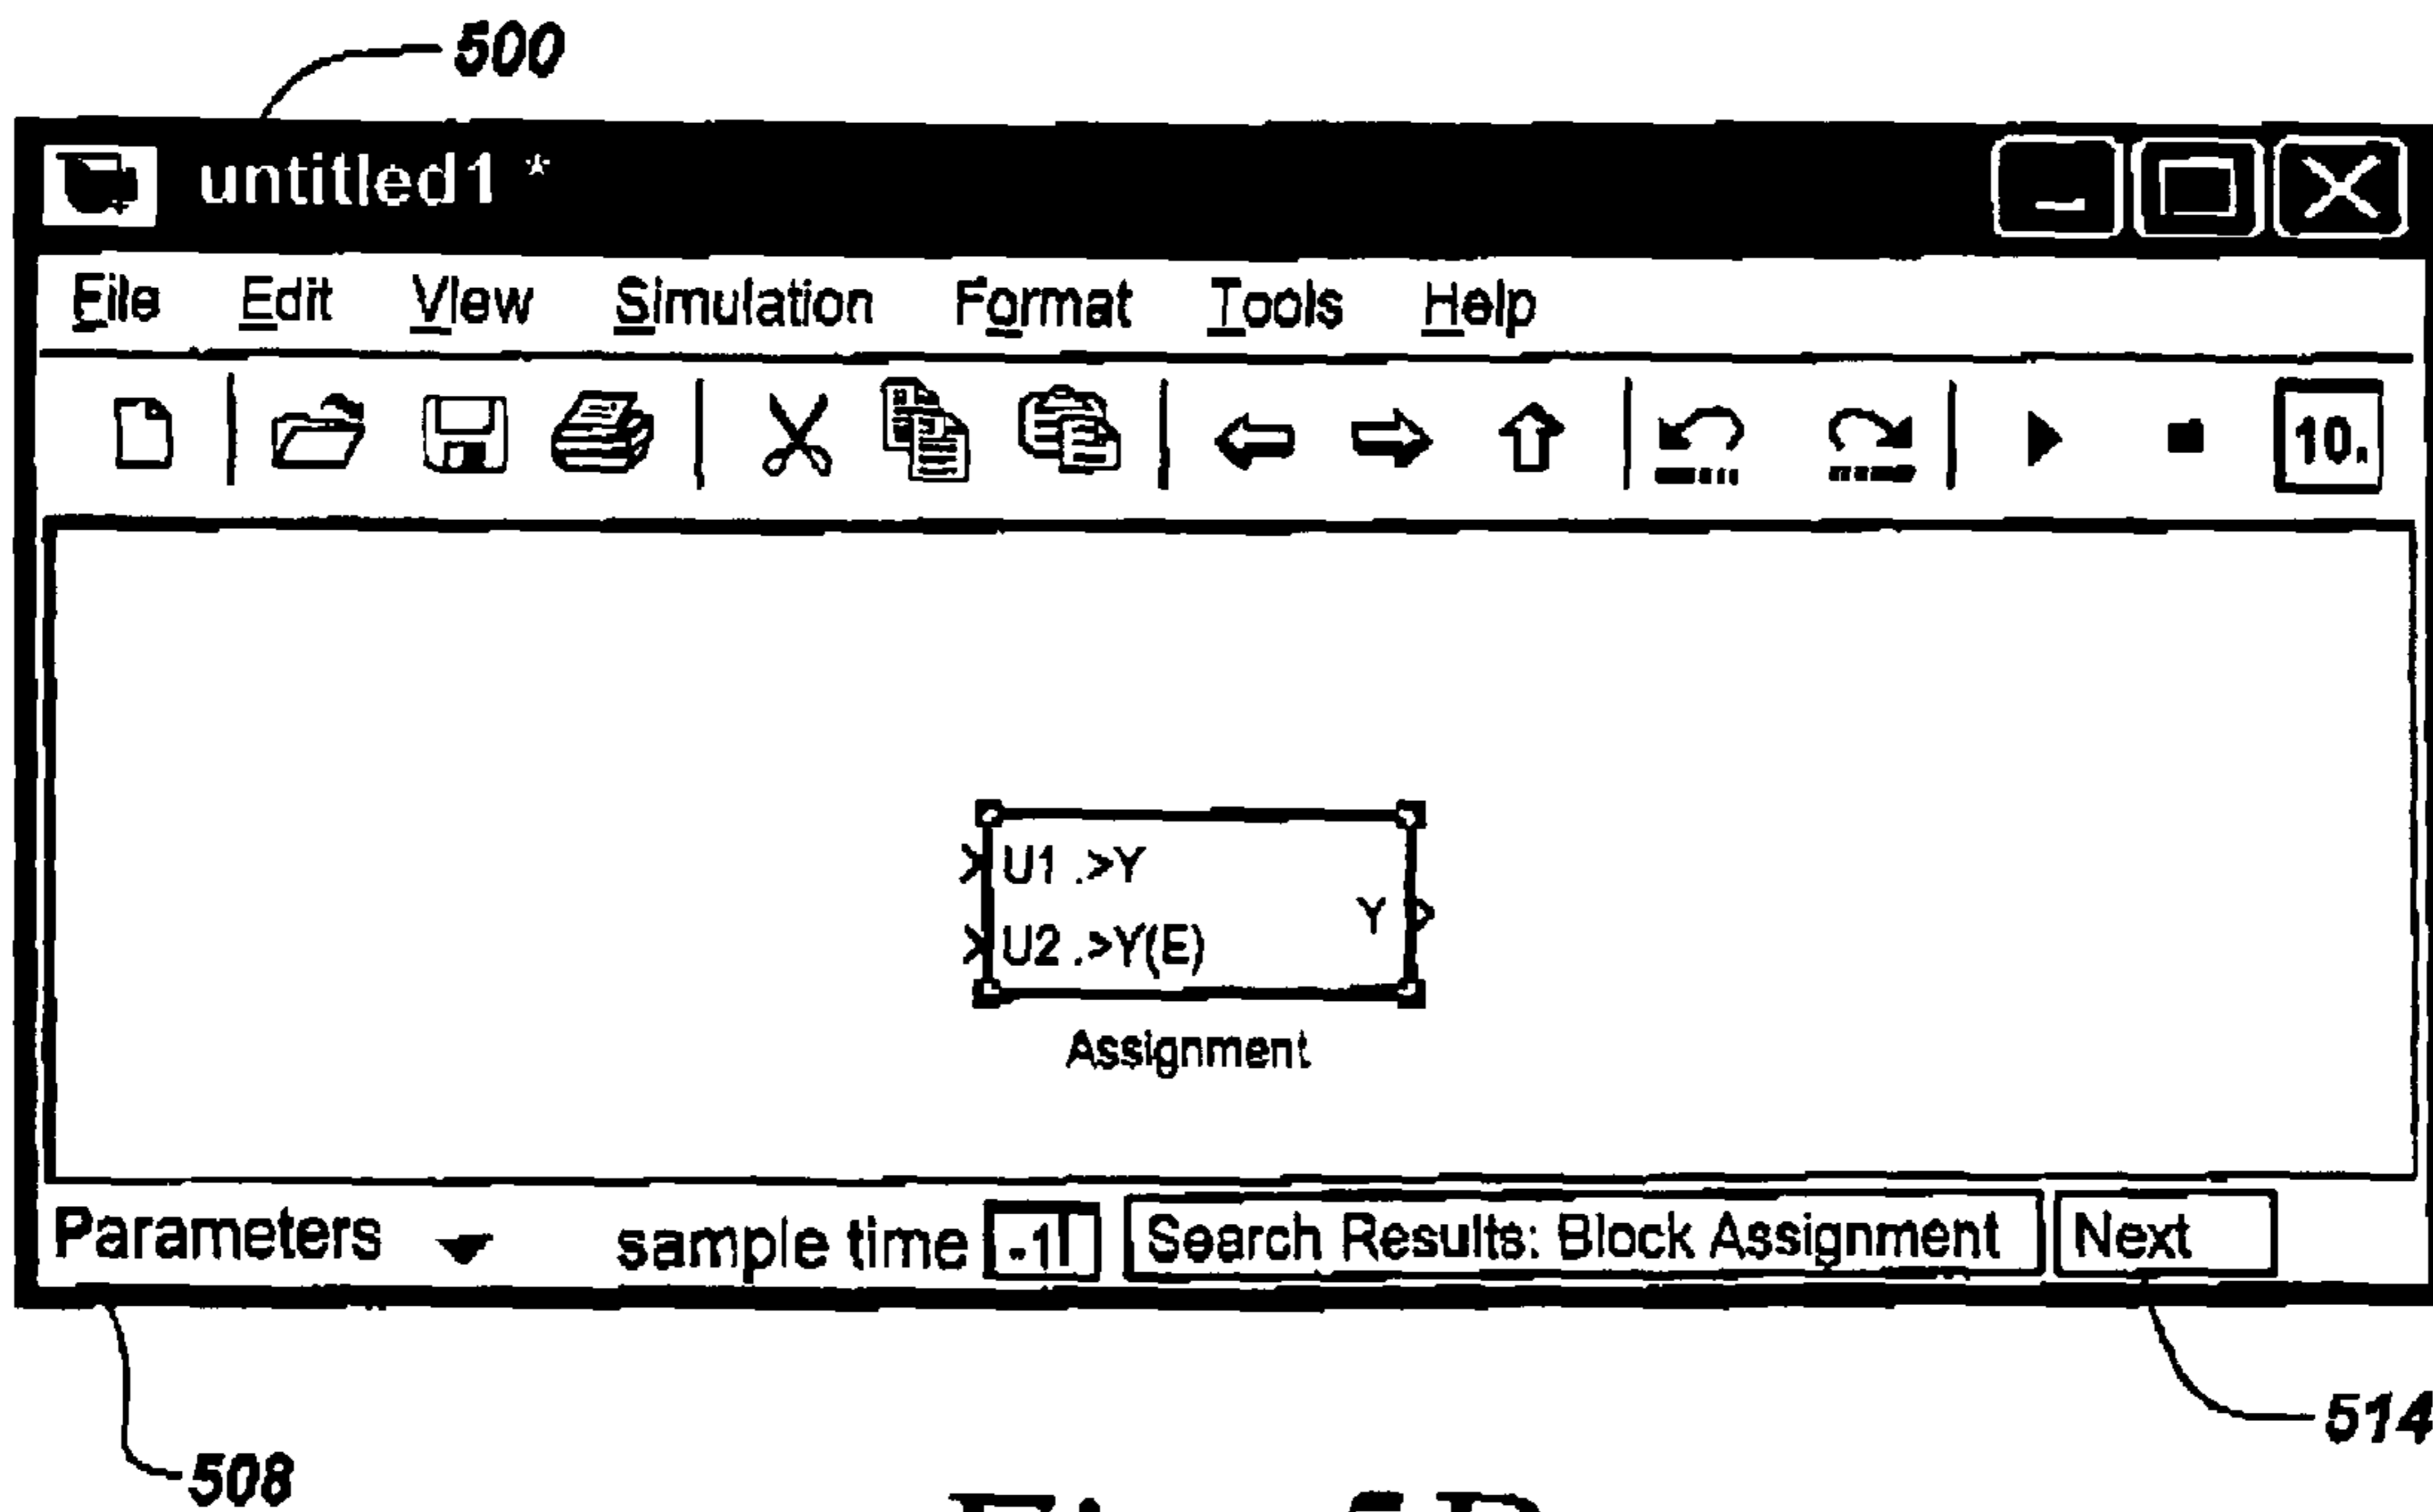 500
untitled1 *
File Edit View Simulation Format Tools Help
10.
U1 .>Y
Y
U2 .>Y(E)
Assignment
Parameters sample time .1 Search Results: Block Assignment Next
514
508